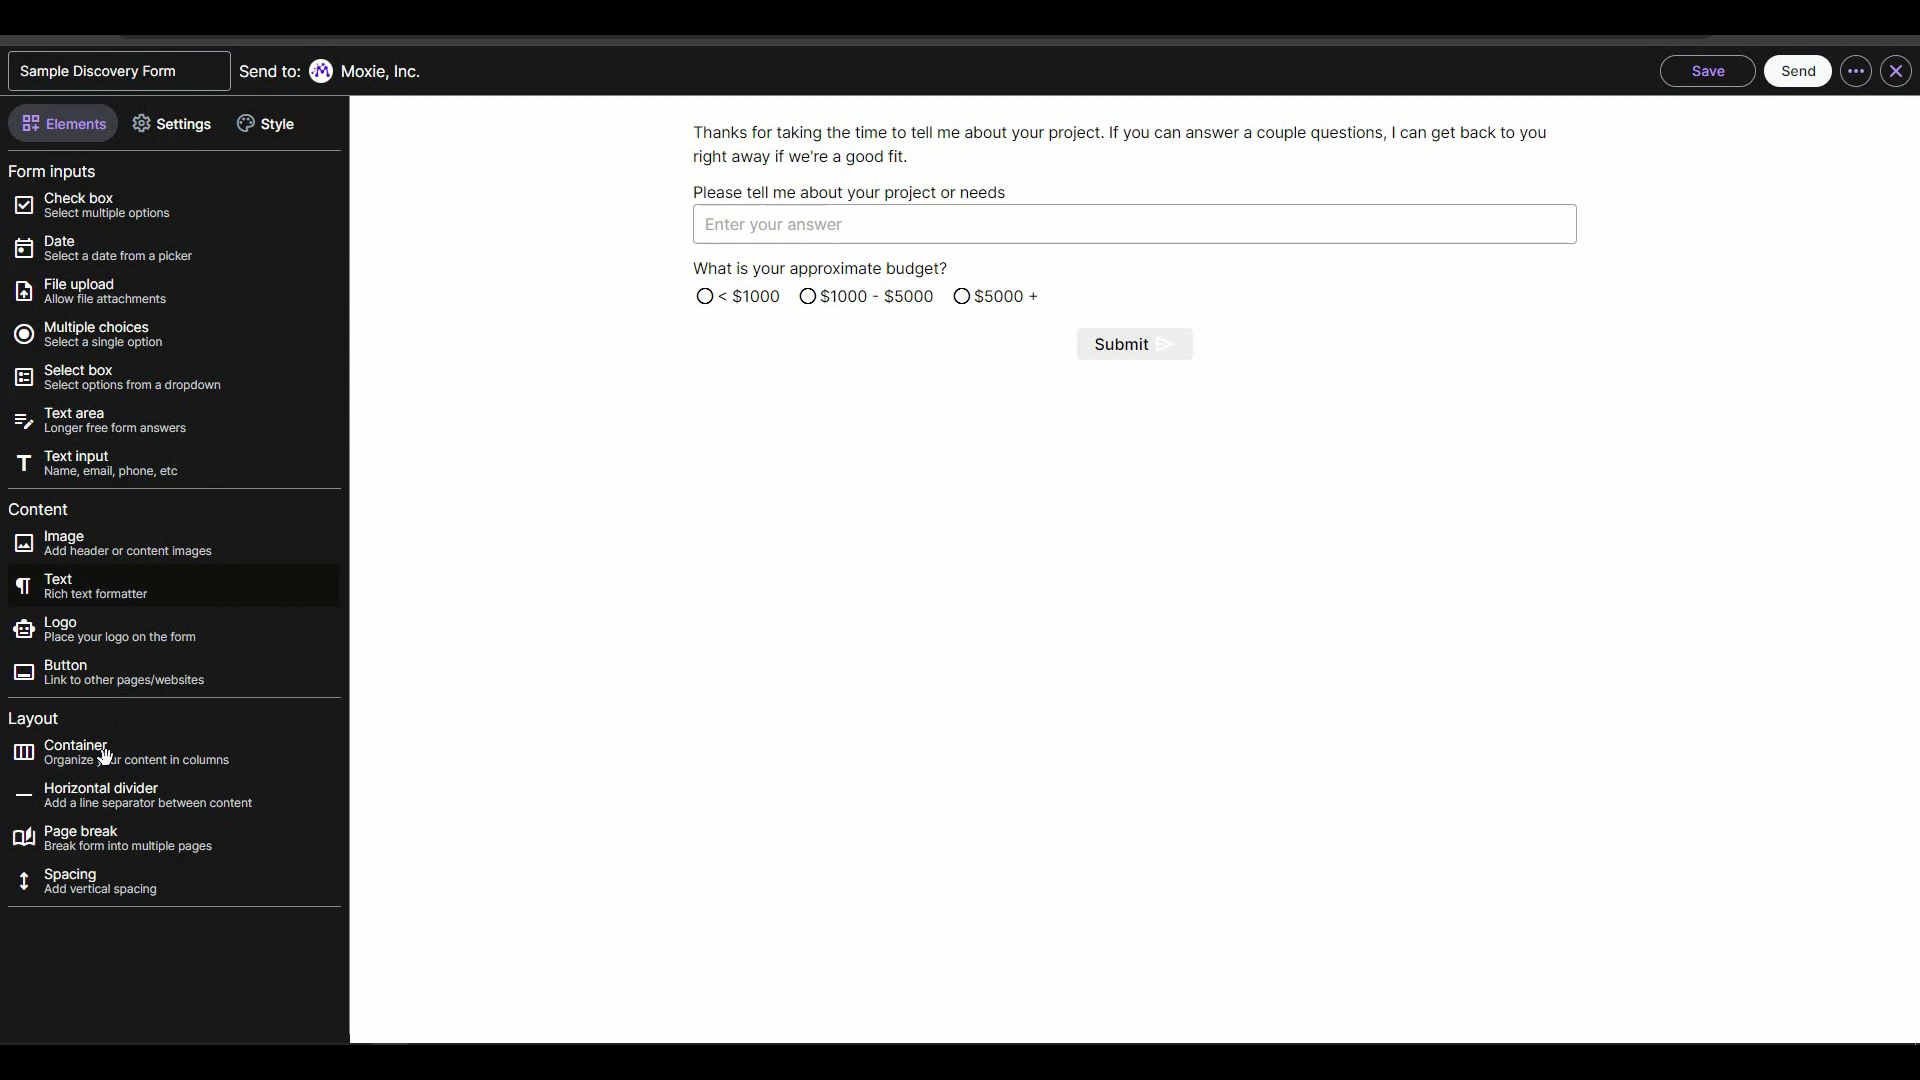 Sample Discovery Form
Send to: Moxie, Inc.
Save
Send
Elements
Settings
Style
Form inputs
Check box
Select multiple options
Date
Select a date from a picker
File upload
Allow file attachments
Multiple choices
Select a single option
Select box
Select options from a dropdown
Text area
Longer free form answers
Text input
Name, email, phone, etc
Content
Image
Add header or content images
Text
Rich text formatter
Logo
Place your logo on the form
Button
Link to other pages/websites
Layout
Container
Organize your content in columns
Horizontal divider
Add a line separator between content
Page break
Break form into multiple pages
Spacing
Add vertical spacing
Thanks for taking the time to tell me about your project. If you can answer a couple questions, I can get back to you
right away if we're a good fit.
Please tell me about your project or needs
Enter your answer
What is your approximate budget?
< $1000 $1000 - $5000 $5000 +
Submit